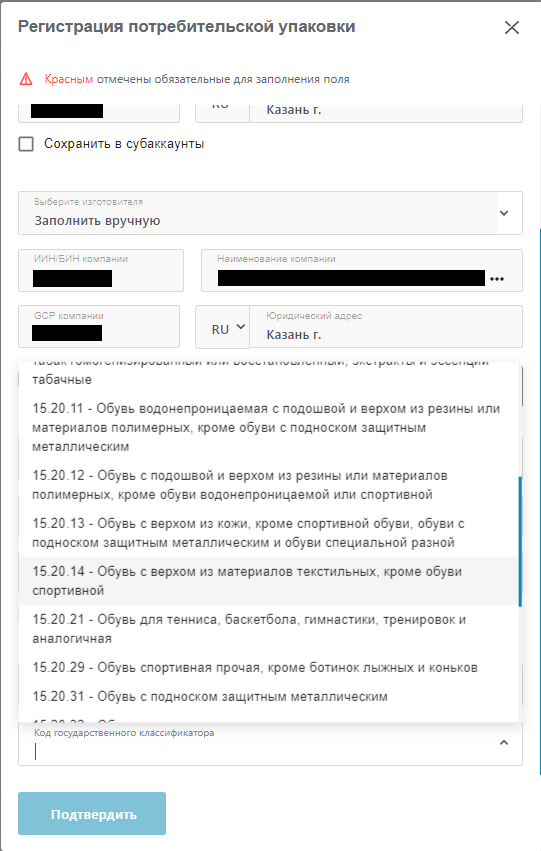 Регистрация потребительской упаковки
Красным отмечены обязательные для заполнения поля
RU
Казань г.
Сохранить в субаккаунты
Выберите изготовителя
Заполнить вручную
ИИН/БИН компании
Наименование компании
...
GCP компании
RU
Юридический адрес
Казань г.
табак гомогенизированный или восстановленный, экстракты и эссенции
табачные
15.20.11 - Обувь водонепроницаемая с подошвой и верхом из резины или
материалов полимерных, кроме обуви с подноском защитным
металлическим
15.20.12 - Обувь с подошвой и верхом из резины или материалов
полимерных, кроме обуви водонепроницаемой или спортивной
15.20.13 - Обувь с верхом из кожи, кроме спортивной обуви, обуви с
подноском защитным металлическим и обуви специальной разной
15.20.14 - Обувь с верхом из материалов текстильных, кроме обуви
спортивной
15.20.21 - Обувь для тенниса, баскетбола, гимнастики, тренировок и
аналогичная
15.20.29 - Обувь спортивная прочая, кроме ботинок лыжных и коньков
15.20.31 - Обувь с подноском защитным металлическим
Код государственного классификатора
Подтвердить